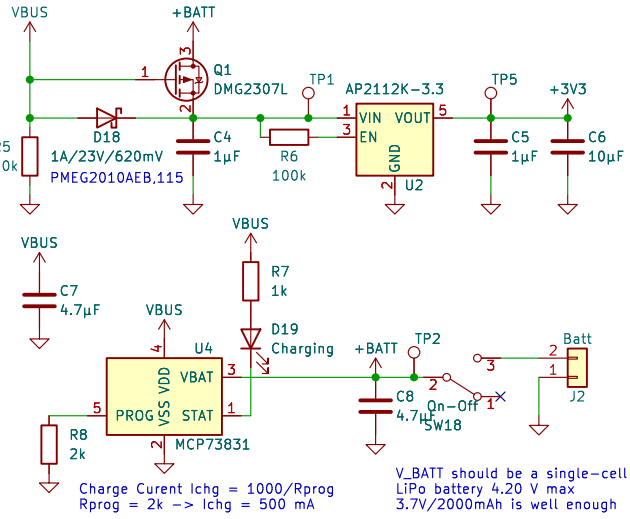 VBUS
+BATT
3
1
Q1
DMG2307L
2
TP1
AP2112K-3.3
TP5
+3V3
1 VIN VOUT 5
3 EN
GND
2
U2
D18
1A/23V/620mV
PMEG2010AEB,115
C4
1µF
R6
100k
C5
1µF
C6
10µF
VBUS
C7
4.7µF
VBUS
R7
1k
D19
Charging
VBUS
4
U4
VDD
VBAT 3
5 PROG
VSS
STAT 1
2
MCP73831
R8
2k
+BATT
TP2
C8
4.7µF
2
3
1
On-Off
SW18
Batt
2
1
J2
Charge Curent Ichg = 1000/Rprog
Rprog = 2k -> Ichg = 500 mA
V_BATT should be a single-cell
LiPo battery 4.20 V max
3.7V/2000mAh is well enough